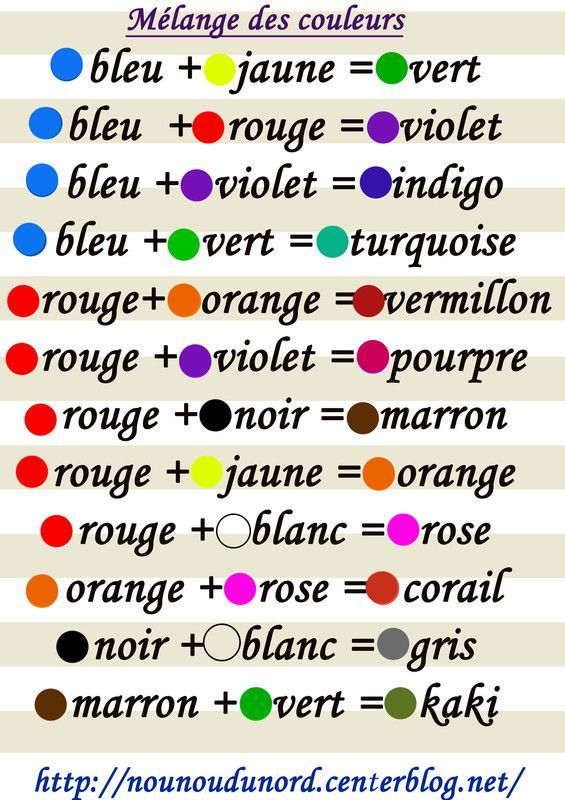 Mélange des couleurs
bleu + jaune = vert
bleu + rouge = violet
bleu + violet = indigo
bleu + vert = turquoise
rouge + orange = vermillon
rouge + violet = pourpre
rouge + noir = marron
rouge + jaune = orange
rouge + blanc = rose
orange + rose = corail
noir + blanc = gris
marron + vert = kaki
http://nounoudunord.centerblog.net/